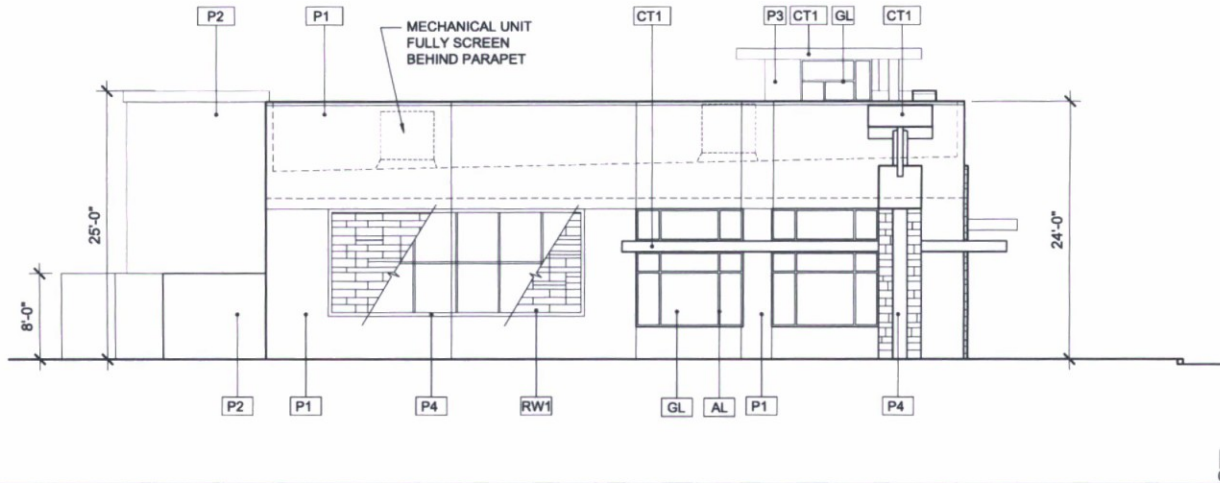 P2
P1
MECHANICAL UNIT
FULLY SCREEN
BEHIND PARAPET
CT1
P3
CT1
GL
CT1
25'-0"
24'-0"
8'-0"
P2
P1
P4
RW1
GL
AL
P1
P4